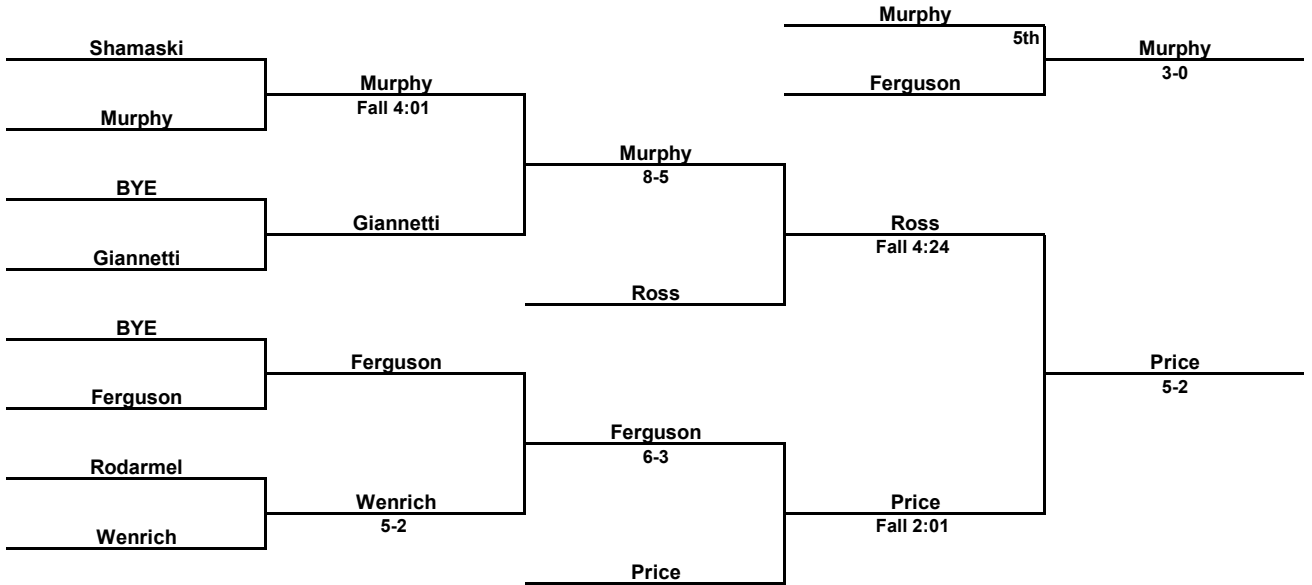 Murphy
5th
Shamaski
Murphy
3-0
Murphy
Fall 4:01
Ferguson
Murphy
Murphy
8-5
BYE
Giannetti
Ross
Fall 4:24
Giannetti
Ross
BYE
Ferguson
Price
5-2
Ferguson
Ferguson
6-3
Rodarmel
Wenrich
5-2
Price
Fall 2:01
Wenrich
Price